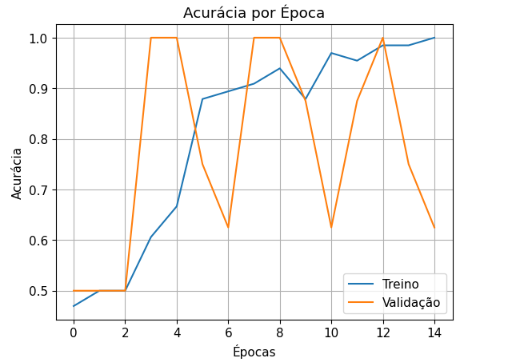 Acurácia por Época
1.0
0.9
0.8
0.7
0.6
0.5
Acurácia
0 2 4 6 8 10 12 14
Épocas
Treino
Validação